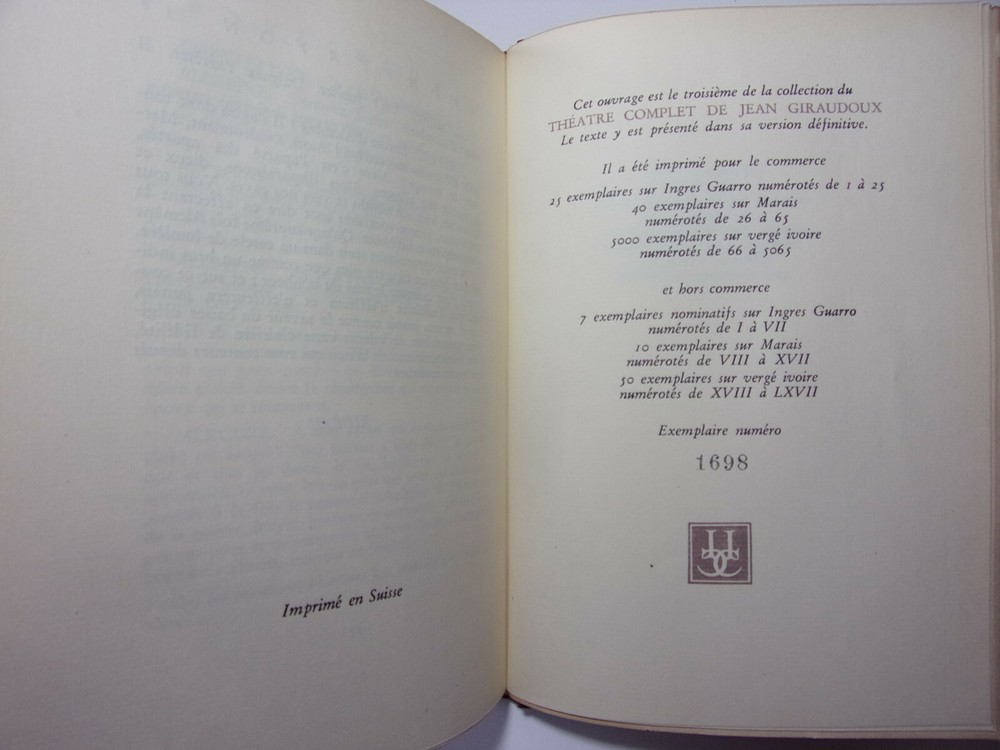 Imprimé en Suisse
Cet ouvrage est le troisième de la collection du
THÉATRE COMPLET DE JEAN GIRAUDOUX
Le texte y est présenté dans sa version définitive.
Il a été imprimé pour le commerce
25 exemplaires sur Ingres Guarro numérotés de 1 à 25
40 exemplaires sur Marais
numérotés de 26 à 65
5000 exemplaires sur vergé ivoire
numérotés de 66 à 5065
et hors commerce
7 exemplaires nominatifs sur Ingres Guarro
numérotés de I à VII
10 exemplaires sur Marais
numérotés de VIII à XVII
50 exemplaires sur vergé ivoire
numérotés de XVIII à LXVII
Exemplaire numéro
1698